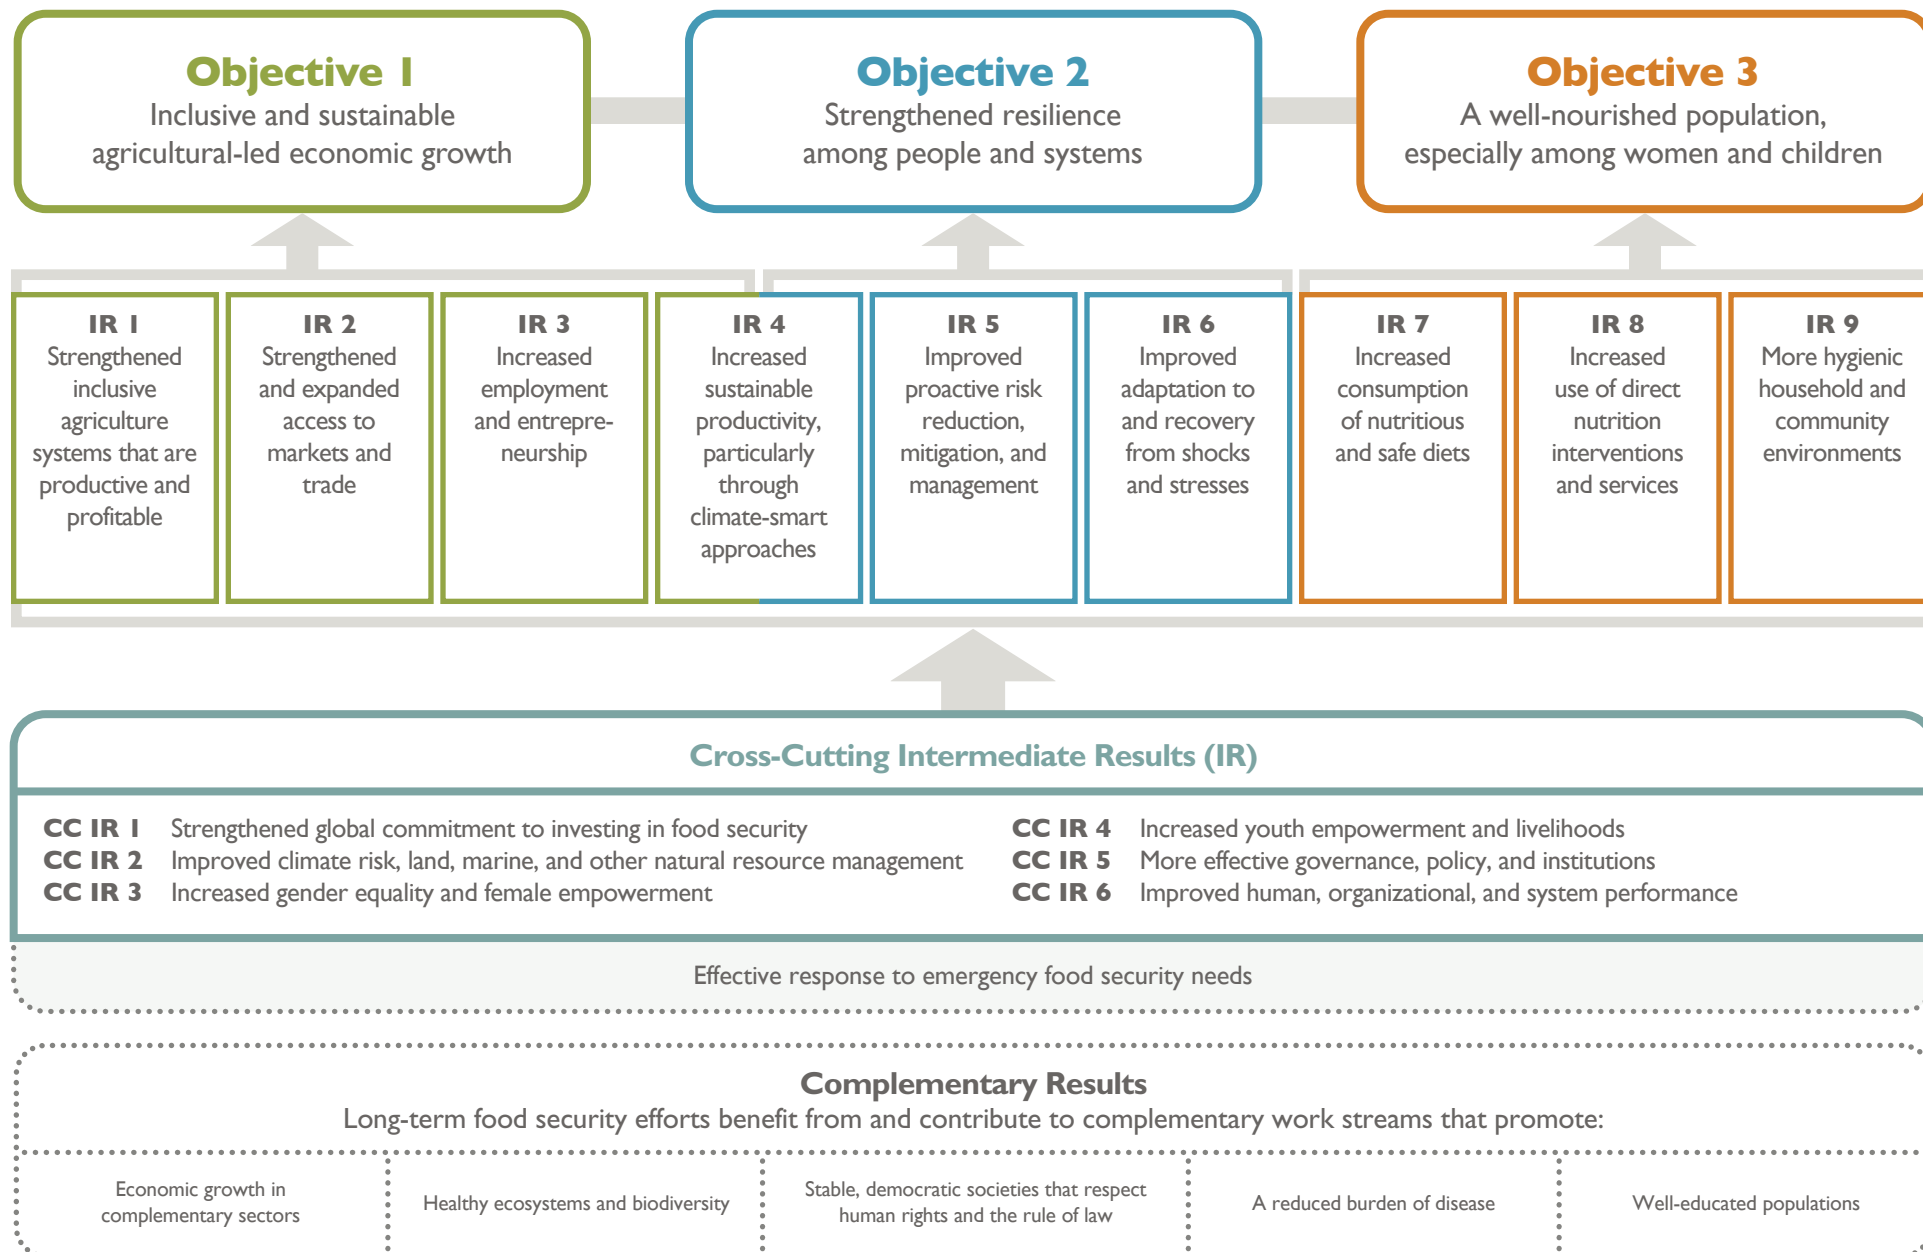 Objective 1
Inclusive and sustainable
agricultural-led economic growth
Objective 2
Strengthened resilience
among people and systems
Objective 3
A well-nourished population,
especially among women and children
IR 1
Strengthened
inclusive
agriculture
systems that are
productive and
profitable
IR 2
Strengthened
and expanded
access to
markets and
trade
IR 3
Increased
employment
and entrepre-
neurship
IR 4
Increased
sustainable
productivity,
particularly
through
climate-smart
approaches
IR 5
Improved
proactive risk
reduction,
mitigation, and
management
IR 6
Improved
adaptation to
and recovery
from shocks
and stresses
IR 7
Increased
consumption
of nutritious
and safe diets
IR 8
Increased
use of direct
nutrition
interventions
and services
IR 9
More hygienic
household and
community
environments
Cross-Cutting Intermediate Results (IR)
CC IR 1 Strengthened global commitment to investing in food security
CC IR 2 Improved climate risk, land, marine, and other natural resource management
CC IR 3 Increased gender equality and female empowerment
CC IR 4 Increased youth empowerment and livelihoods
CC IR 5 More effective governance, policy, and institutions
CC IR 6 Improved human, organizational, and system performance
Effective response to emergency food security needs
Complementary Results
Long-term food security efforts benefit from and contribute to complementary work streams that promote:
Economic growth in
complementary sectors
Healthy ecosystems and biodiversity
Stable, democratic societies that respect
human rights and the rule of law
A reduced burden of disease
Well-educated populations